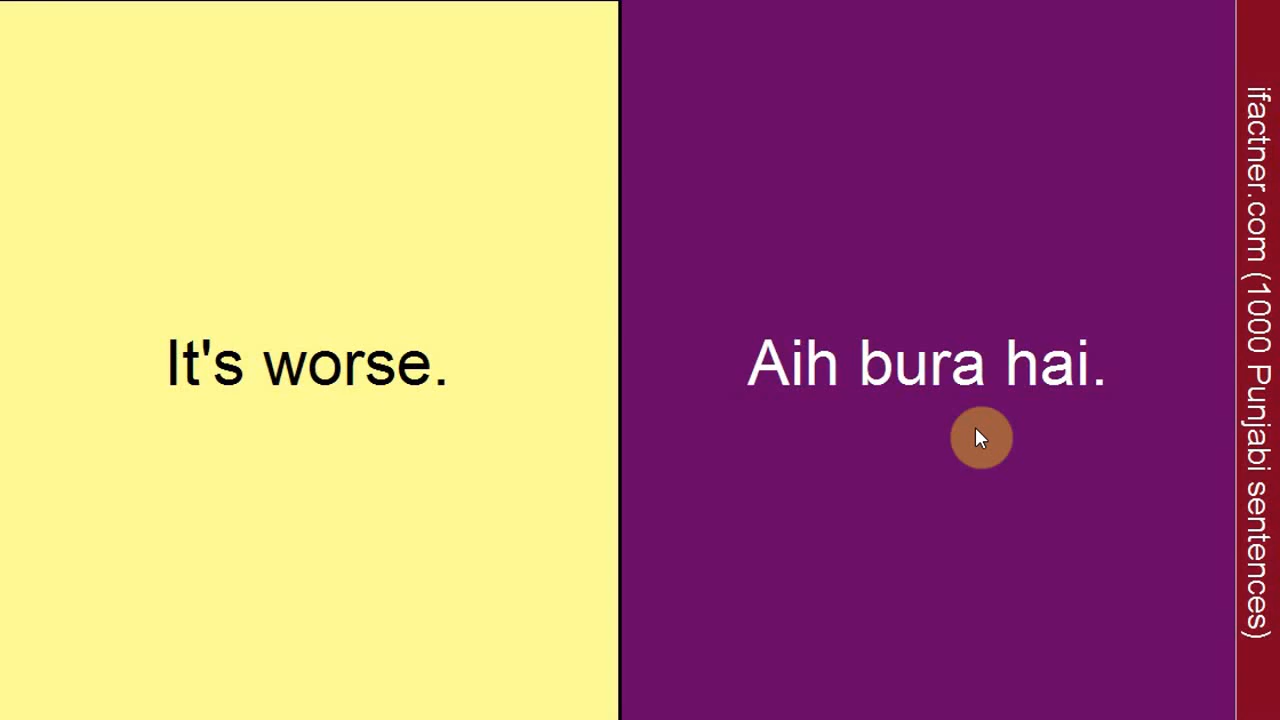 It's worse.
Aih bura hai.
ifactner.com (1000 Punjabi sentences)